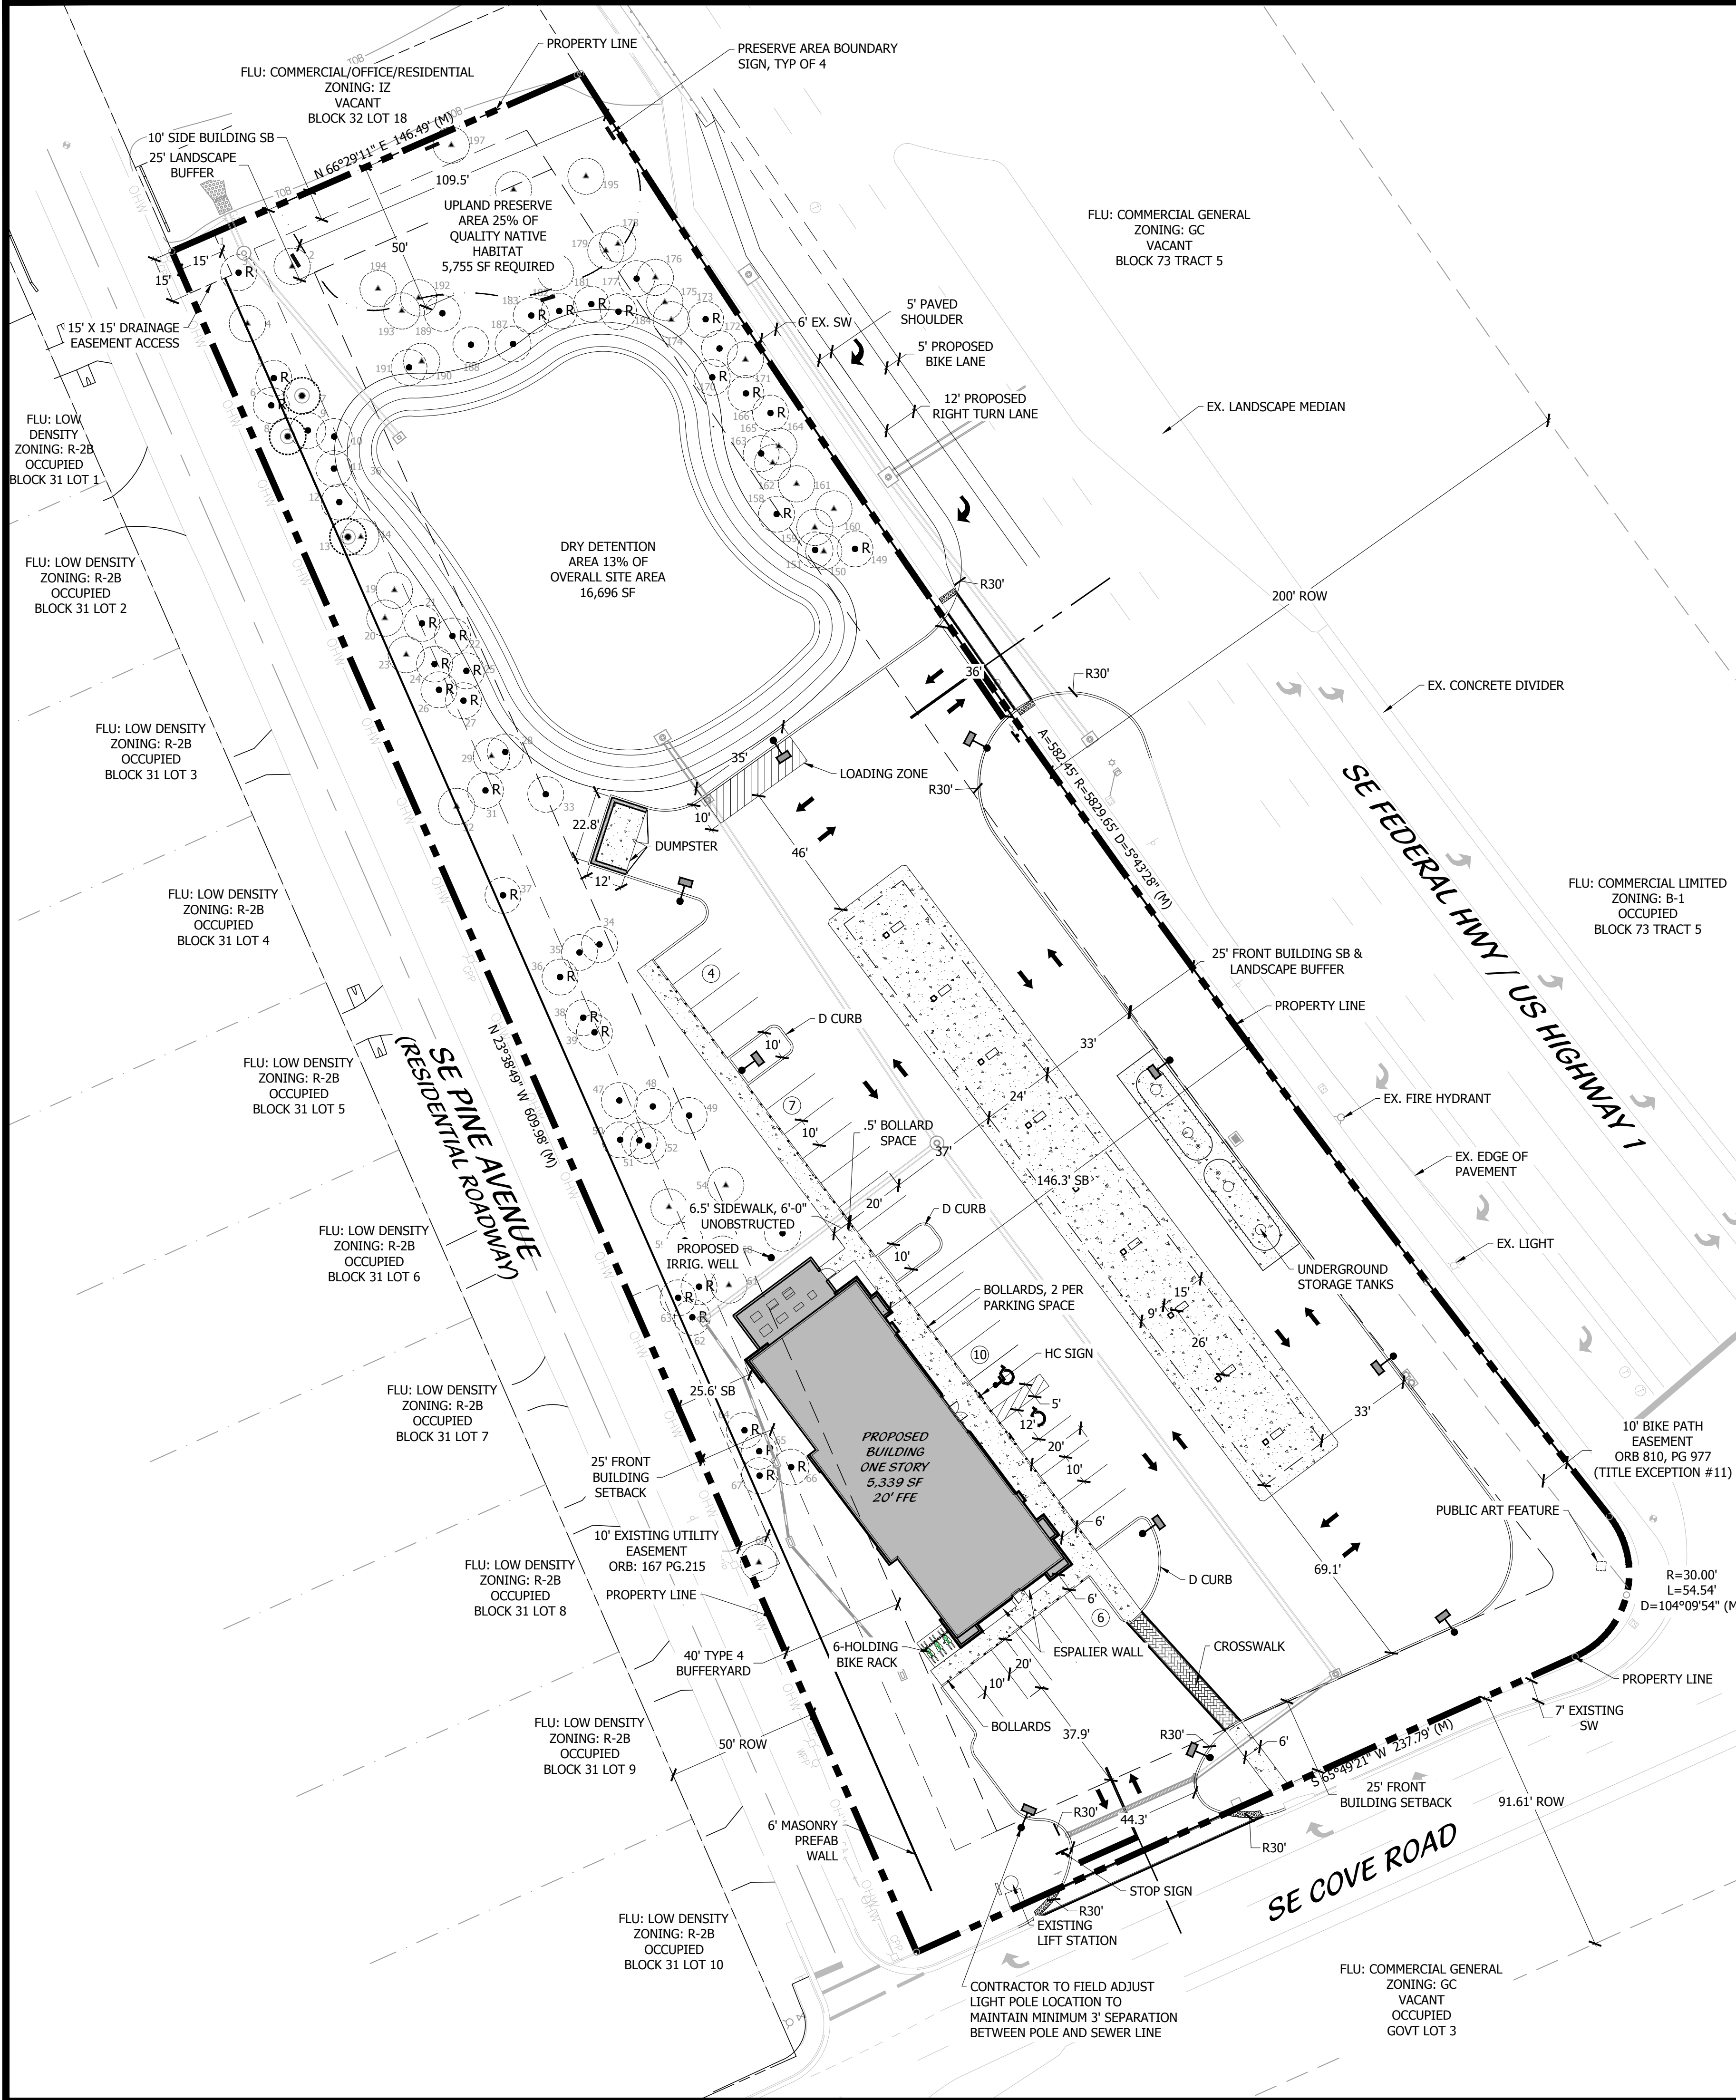 PROPERTY LINE
PRESERVE AREA BOUNDARY
SIGN, TYP OF 4
FLU: COMMERCIAL/OFFICE/RESIDENTIAL
ZONING: IZ
VACANT
BLOCK 32 LOT 18
TOB
TOB
TOB
10' SIDE BUILDING SB
25' LANDSCAPE
BUFFER
N 66°29'11" E 146.49' (M)
109.5'
UPLAND PRESERVE
AREA 25% OF
QUALITY NATIVE
HABITAT
5,755 SF REQUIRED
50'
15'
15'
15' X 15' DRAINAGE
EASEMENT ACCESS
FLU: COMMERCIAL GENERAL
ZONING: GC
VACANT
BLOCK 73 TRACT 5
5' PAVED
SHOULDER
6' EX. SW
5' PROPOSED
BIKE LANE
12' PROPOSED
RIGHT TURN LANE
EX. LANDSCAPE MEDIAN
FLU: LOW
DENSITY
ZONING: R-2B
OCCUPIED
BLOCK 31 LOT 1
DRY DETENTION
AREA 13% OF
OVERALL SITE AREA
16,696 SF
FLU: LOW DENSITY
ZONING: R-2B
OCCUPIED
BLOCK 31 LOT 2
R30'
200' ROW
36'
R30'
EX. CONCRETE DIVIDER
FLU: LOW DENSITY
ZONING: R-2B
OCCUPIED
BLOCK 31 LOT 3
35'
LOADING ZONE
R30'
10'
A=582.45' R=5829.65' D=5°43'28" (M)
22.8'
DUMPSTER
46'
12'
SE FEDERAL HWY / US HIGHWAY 1
FLU: COMMERCIAL LIMITED
ZONING: B-1
OCCUPIED
BLOCK 73 TRACT 5
FLU: LOW DENSITY
ZONING: R-2B
OCCUPIED
BLOCK 31 LOT 4
4
25' FRONT BUILDING SB &
LANDSCAPE BUFFER
PROPERTY LINE
D CURB
10'
33'
FLU: LOW DENSITY
ZONING: R-2B
OCCUPIED
BLOCK 31 LOT 5
SE PINE AVENUE
(RESIDENTIAL ROADWAY)
N 23°38'49" W 609.98' (M)
7
10'
24'
.5' BOLLARD
SPACE
37'
EX. FIRE HYDRANT
EX. EDGE OF
PAVEMENT
146.3' SB
6.5' SIDEWALK, 6'-0"
UNOBSTRUCTED
20'
D CURB
FLU: LOW DENSITY
ZONING: R-2B
OCCUPIED
BLOCK 31 LOT 6
PROPOSED
IRRIG. WELL
10'
EX. LIGHT
UNDERGROUND
STORAGE TANKS
BOLLARDS, 2 PER
PARKING SPACE
15'
9'
26'
10
HC SIGN
FLU: LOW DENSITY
ZONING: R-2B
OCCUPIED
BLOCK 31 LOT 7
25.6' SB
5'
12'
33'
PROPOSED
BUILDING
ONE STORY
5,339 SF
20' FFE
20'
10'
25' FRONT
BUILDING
SETBACK
10' BIKE PATH
EASEMENT
ORB 810, PG 977
(TITLE EXCEPTION #11)
PUBLIC ART FEATURE
10' EXISTING UTILITY
EASEMENT
ORB: 167 PG.215
PROPERTY LINE
6'
FLU: LOW DENSITY
ZONING: R-2B
OCCUPIED
BLOCK 31 LOT 8
69.1'
D CURB
R=30.00'
L=54.54'
D=104°09'54" (M
6'
6
6-HOLDING
BIKE RACK
ESPALIER WALL
CROSSWALK
40' TYPE 4
BUFFERYARD
20'
10'
PROPERTY LINE
7' EXISTING
SW
BOLLARDS
37.9'
FLU: LOW DENSITY
ZONING: R-2B
OCCUPIED
BLOCK 31 LOT 9
50' ROW
R30'
6'
S 65°49'21" W 237.79' (M)
25' FRONT
BUILDING SETBACK
91.61' ROW
6' MASONRY
PREFAB
WALL
R30'
44.3'
R30'
STOP SIGN
R30'
EXISTING
LIFT STATION
SE COVE ROAD
FLU: LOW DENSITY
ZONING: R-2B
OCCUPIED
BLOCK 31 LOT 10
CONTRACTOR TO FIELD ADJUST
LIGHT POLE LOCATION TO
MAINTAIN MINIMUM 3' SEPARATION
BETWEEN POLE AND SEWER LINE
FLU: COMMERCIAL GENERAL
ZONING: GC
VACANT
OCCUPIED
GOVT LOT 3